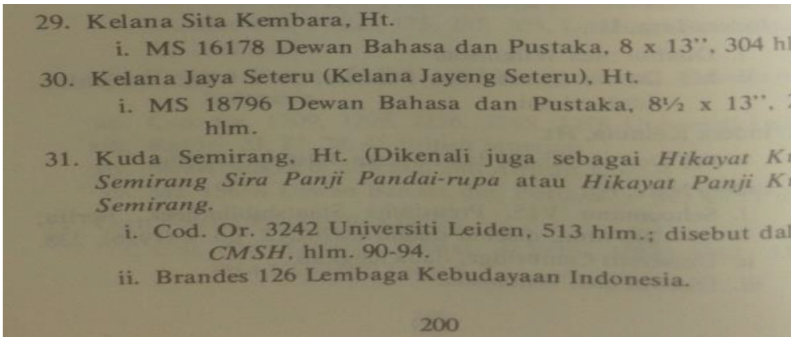 29. Kelana Sita Kembara, Ht.
i. MS 16178 Dewan Bahasa dan Pustaka, 8 x 13", 304
30. Kelana Jaya Seteru (Kelana Jayeng Seteru), Ht.
i. MS 18796 Dewan Bahasa dan Pustaka, 8½ x 13",
hlm.
31. Kuda Semirang, Ht. (Dikenali juga sebagai Hikayat
Semirang Sira Panji Pandai-rupa atau Hikayat Panji
Semirang.
i. Cod. Or. 3242 Universiti Leiden, 513 hlm.; disebut
CMSH, hlm. 90-94.
ii. Brandes 126 Lembaga Kebudayaan Indonesia.
200